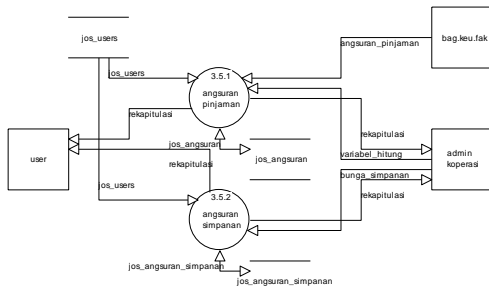 jos_users
bag.keu.fak
angsuran_pinjaman
3.5.1
angsuran
pinjaman
jos_users
rekapitulasi
rekapitulasi
user
jos_angsuran
jos_angsuran
variabel_hitung
admin
koperasi
rekapitulasi
bunga_simpanan
jos_users
3.5.2
angsuran
simpanan
rekapitulasi
jos_angsuran_simpanan
jos_angsuran_simpanan